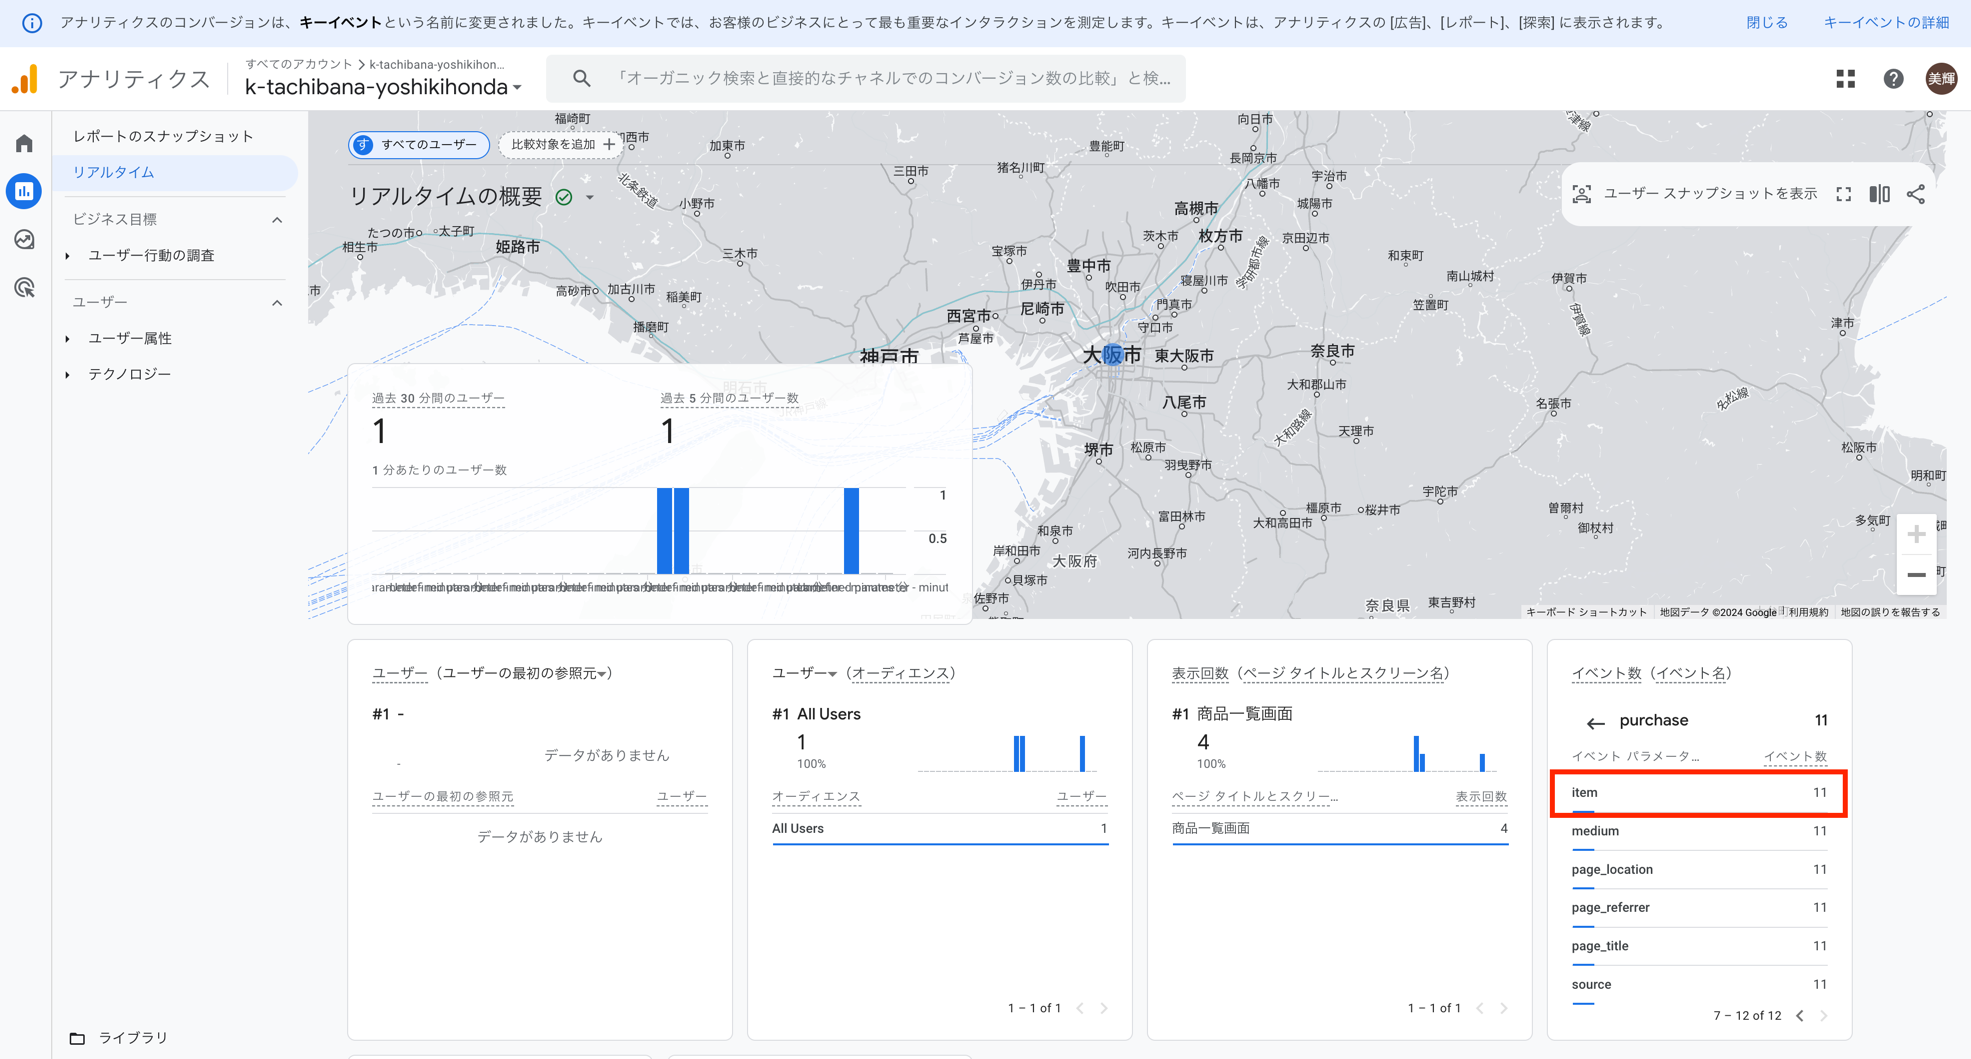 アナリティクスのコンバージョンは、キーイベントという名前に変更されました。キーイベントでは、お客様のビジネスにとって最も重要なインタラクションを測定します。キーイベントは、アナリティクスの [広告]、[レポート]、[探索] に表示されます。 閉じる キーイベントの詳細
アナリティクス
すべてのアカウント > k-tachibana-yoshikihon...
k-tachibana-yoshikihonda
「オーガニック検索と直接的なチャネルでのコンバージョン数の比較」と検...
美輝
レポートのスナップショット
リアルタイム
ビジネス目標
ユーザー行動の調査
ユーザー
ユーザー属性
テクノロジー
ライブラリ
す すべてのユーザー
比較対象を追加 +
リアルタイムの概要
ユーザー スナップショットを表示
福崎町
加東市
豊能町
向日市
長岡京市
三田市
猪名川町
八幡市
宇治市
城陽市
北条鉄道
小野市
高槻市
たつの市
太子町
相生市
姫路市
三木市
宝塚市
茨木市
枚方市
京田辺市
学研都市線
和束町
豊中市
南山城村
伊賀市
高砂市
加古川市
稲美町
伊丹市
吹田市
寝屋川市
笠置町
伊賀線
播磨町
西宮市
尼崎市
門真市
守口市
芦屋市
津市
神戸市
大阪市
東大阪市
奈良市
明石市
大和郡山市
八尾市
名張市
名松線
大和路線
天理市
堺市
松原市
羽曳野市
松阪市
明和町
宇陀市
橿原市
桜井市
大和高田市
富田林市
曽爾村
御杖村
多気町
和泉市
岸和田市
大阪府
河内長野市
貝塚市
佐野市
奈良県
東吉野村
過去 30 分間のユーザー
1
過去 5 分間のユーザー数
1
1 分あたりのユーザー数
1
0.5
キーボード ショートカット
地図データ ©2024 Google
利用規約
地図の誤りを報告する
ユーザー（ユーザーの最初の参照元）
#1 -
-
データがありません
ユーザーの最初の参照元 ユーザー
データがありません
ユーザー（オーディエンス）
#1 All Users
1
100%
オーディエンス ユーザー
All Users 1
1 – 1 of 1
表示回数（ページ タイトルとスクリーン名）
#1 商品一覧画面
4
100%
ページ タイトルとスクリー... 表示回数
商品一覧画面 4
1 – 1 of 1
イベント数（イベント名）
purchase 11
イベント パラメータ... イベント数
item 11
medium 11
page_location 11
page_referrer 11
page_title 11
source 11
7 – 12 of 12